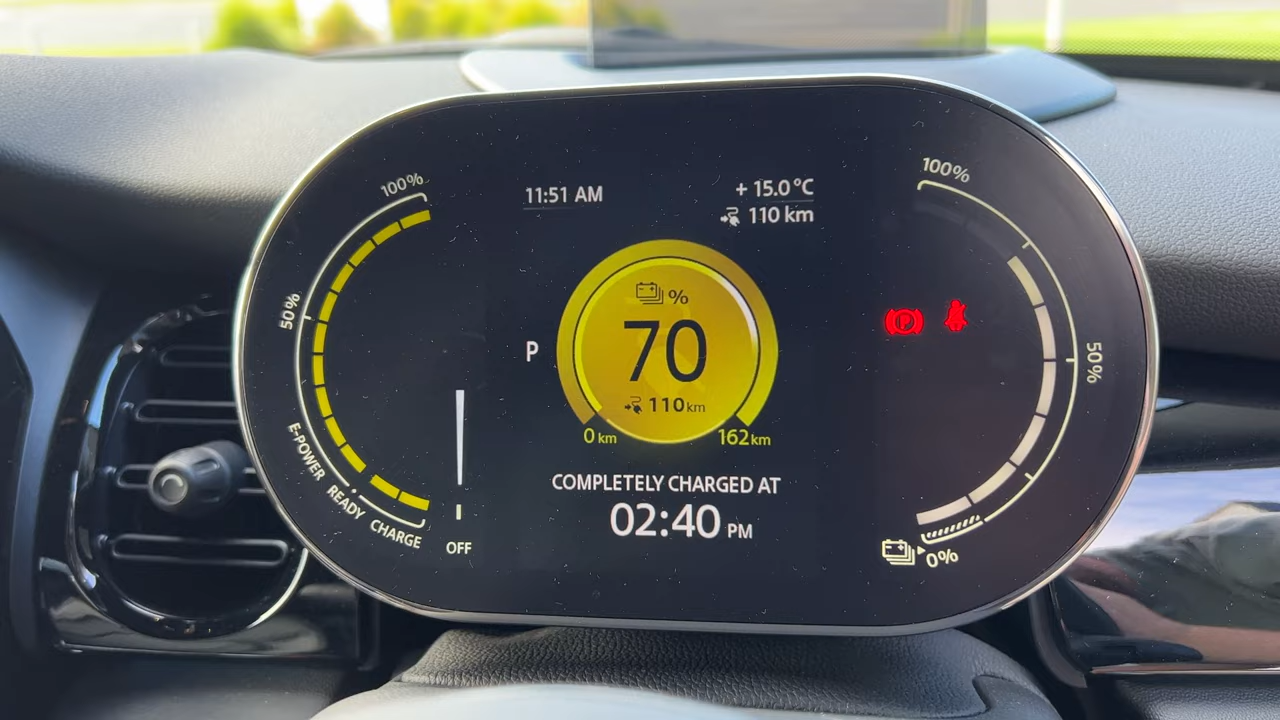 100%
50%
E-POWER
READY
CHARGE
OFF
11:51 AM
+ 15.0°C
110 km
P
%
70
110 km
0 km
162 km
COMPLETELY CHARGED AT
02:40 PM
P
100%
50%
0%